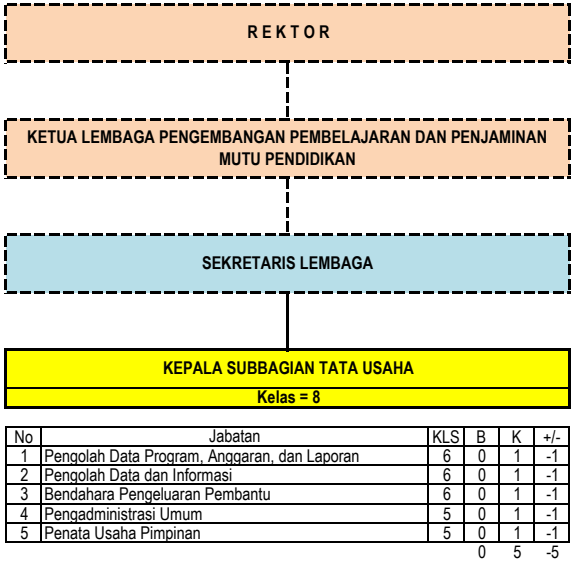 R E K T O R
KETUA LEMBAGA PENGEMBANGAN PEMBELAJARAN DAN PENJAMINAN
MUTU PENDIDIKAN
SEKRETARIS LEMBAGA
KEPALA SUBBAGIAN TATA USAHA
Kelas = 8
No Jabatan KLS B K +/-
1 Pengolah Data Program, Anggaran, dan Laporan 6 0 1 -1
2 Pengolah Data dan Informasi 6 0 1 -1
3 Bendahara Pengeluaran Pembantu 6 0 1 -1
4 Pengadministrasi Umum 5 0 1 -1
5 Penata Usaha Pimpinan 5 0 1 -1
0 5 -5